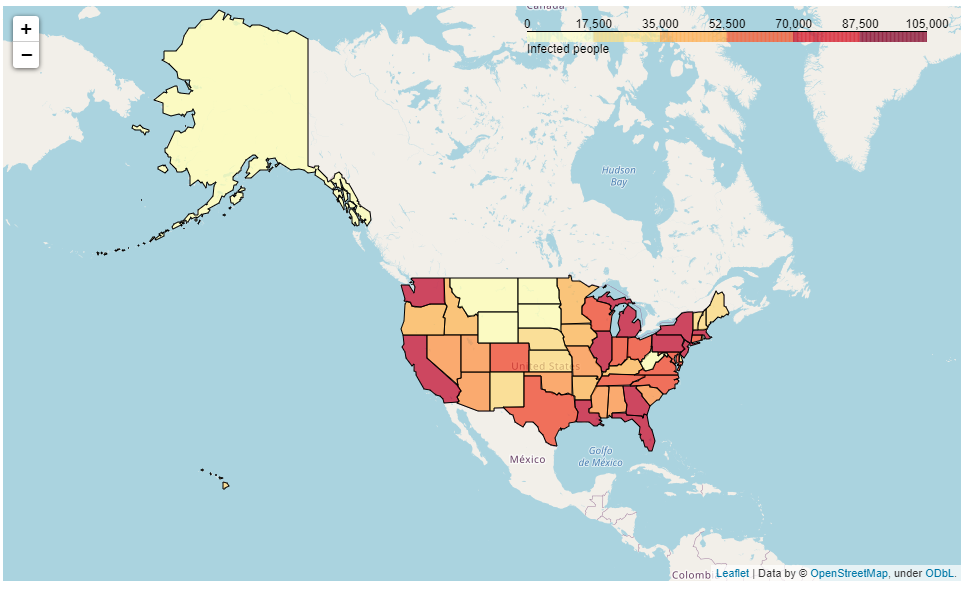 +
−
Canada
0 17,500 35,000 52,500 70,000 87,500 105,000
Infected people
Hudson
Bay
United States
México
Golfo
de México
Colomb
Leaflet | Data by © OpenStreetMap, under ODbL.